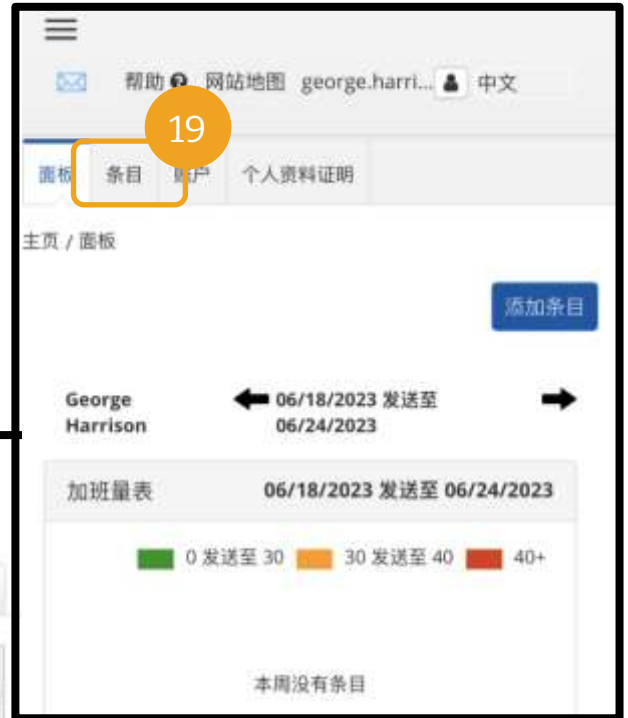 帮助 ? 网站地图 george.harri... 中文
19
面板 条目 账户 个人资料证明
主页 / 面板
添加条目
George Harrison
06/18/2023 发送至 06/24/2023
加班量表 06/18/2023 发送至 06/24/2023
0 发送至 30 30 发送至 40 40+
本周没有条目